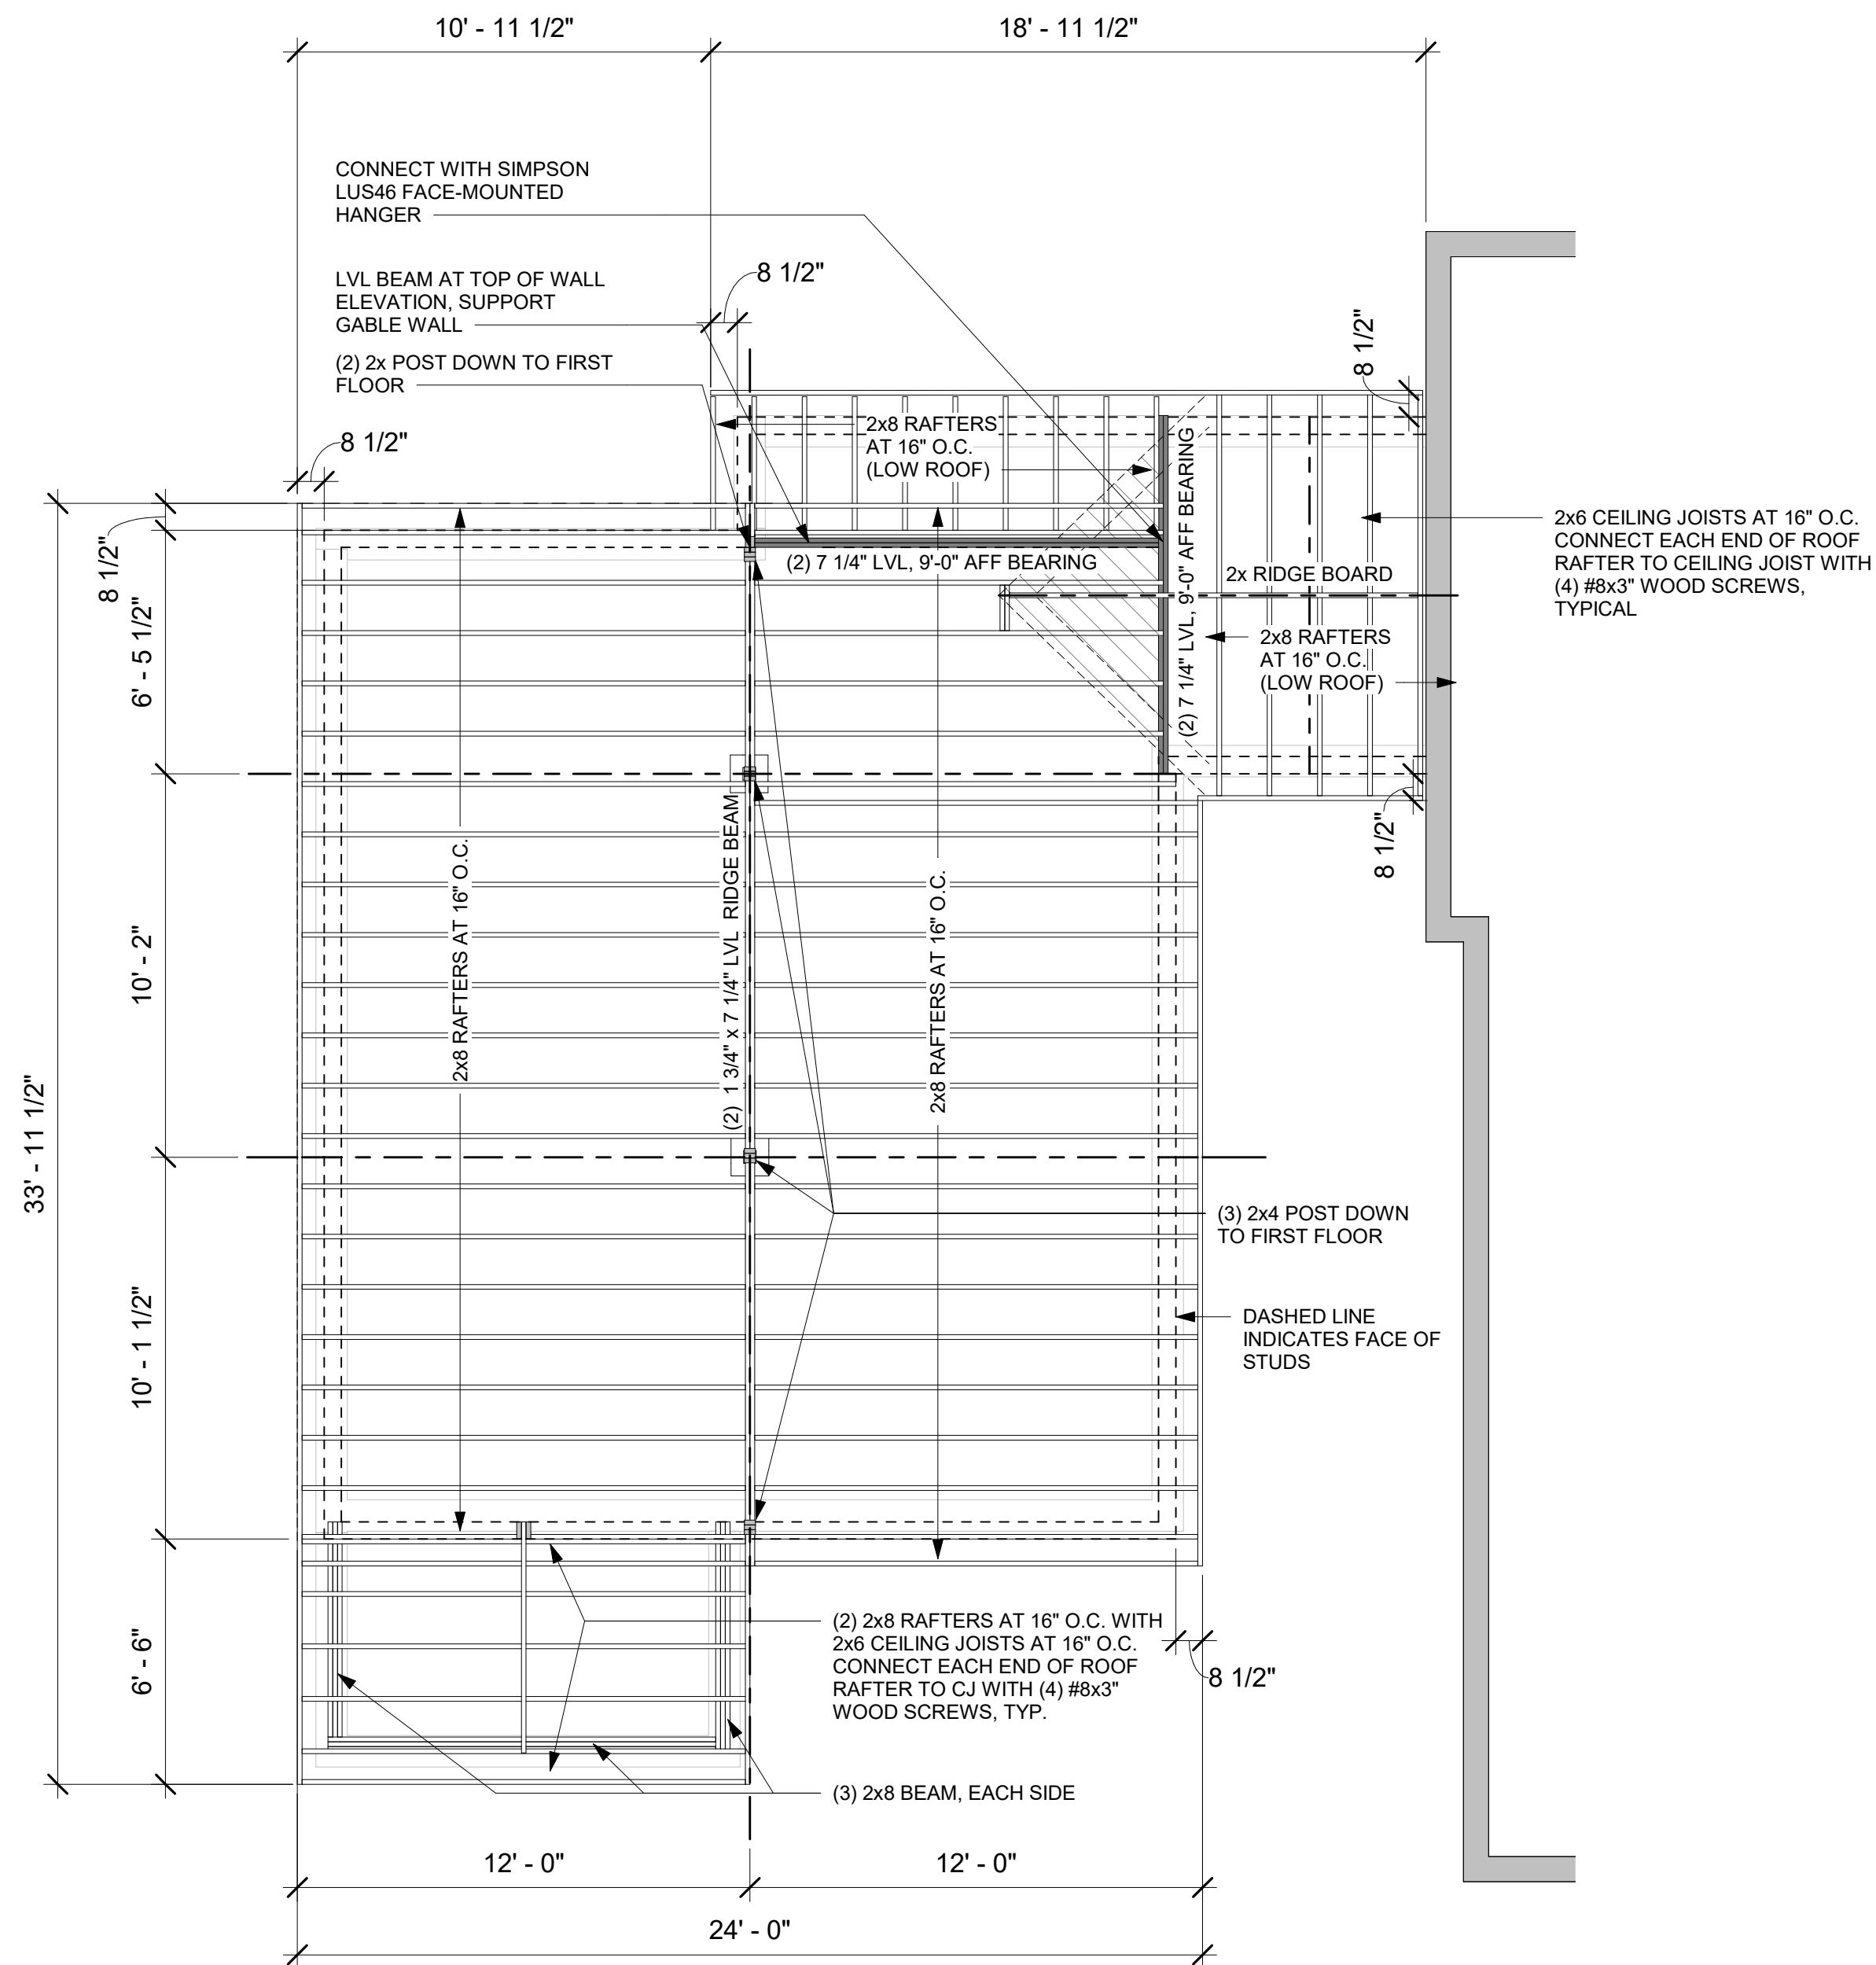 10' - 11 1/2"
18' - 11 1/2"
CONNECT WITH SIMPSON
LUS46 FACE-MOUNTED
HANGER
LVL BEAM AT TOP OF WALL
ELEVATION, SUPPORT
GABLE WALL
(2) 2x POST DOWN TO FIRST
FLOOR
8 1/2"
8 1/2"
8 1/2"
8 1/2"
2x8 RAFTERS
AT 16" O.C.
(LOW ROOF)
(2) 7 1/4" LVL, 9'-0" AFF BEARING
(2) 7 1/4" LVL, 9'-0" AFF BEARING
2x RIDGE BOARD
2x8 RAFTERS
AT 16" O.C.
(LOW ROOF)
2x6 CEILING JOISTS AT 16" O.C.
CONNECT EACH END OF ROOF
RAFTER TO CEILING JOIST WITH
(4) #8x3" WOOD SCREWS,
TYPICAL
8 1/2"
6' - 5 1/2"
10' - 2"
33' - 11 1/2"
10' - 1 1/2"
6' - 6"
2x8 RAFTERS AT 16" O.C.
(2) 1 3/4" x 7 1/4" LVL RIDGE BEAM
2x8 RAFTERS AT 16" O.C.
(3) 2x4 POST DOWN
TO FIRST FLOOR
DASHED LINE
INDICATES FACE OF
STUDS
(2) 2x8 RAFTERS AT 16" O.C. WITH
2x6 CEILING JOISTS AT 16" O.C.
CONNECT EACH END OF ROOF
RAFTER TO CJ WITH (4) #8x3"
WOOD SCREWS, TYP.
8 1/2"
(3) 2x8 BEAM, EACH SIDE
12' - 0"
12' - 0"
24' - 0"